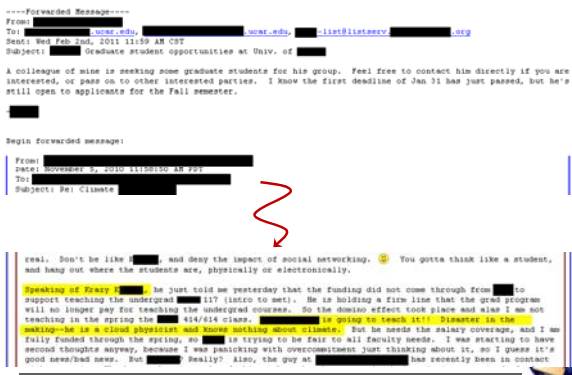 ----Forwarded Message----
From:
To: .ucar.edu, .ucar.edu, -list@listserv. .org
Sent: Wed Feb 2nd, 2011 11:59 AM CST
Subject: Graduate student opportunities at Univ. of
A colleague of mine is seeking some graduate students for his group. Feel free to contact him directly if you are
interested, or pass on to other interested parties. I know the first deadline of Jan 31 has just passed, but he's
still open to applicants for the Fall semester.
-
Begin forwarded message:
From:
Date: November 5, 2010 11:58:50 AM PDT
To:
Subject: Re: Climate
real. Don't be like K , and deny the impact of social networking. 🙂 You gotta think like a student,
and hang out where the students are, physically or electronically.
Speaking of Krazy K , he just told me yesterday that the funding did not come through from to
support teaching the undergrad 117 (intro to met). He is holding a firm line that the grad program
will no longer pay for teaching the undergrad courses. So the domino effect took place and alas I am not
teaching in the spring the 414/614 class. is going to teach it!! Disaster in the
making--he is a cloud physicist and knows nothing about climate. But he needs the salary coverage, and I am
fully funded through the spring, so is trying to be fair to all faculty needs. I was starting to have
second thoughts anyway, because I was panicking with overcommitment just thinking about it, so I guess it's
good news/bad news. But ? Really? Also, the guy at has recently been in contact